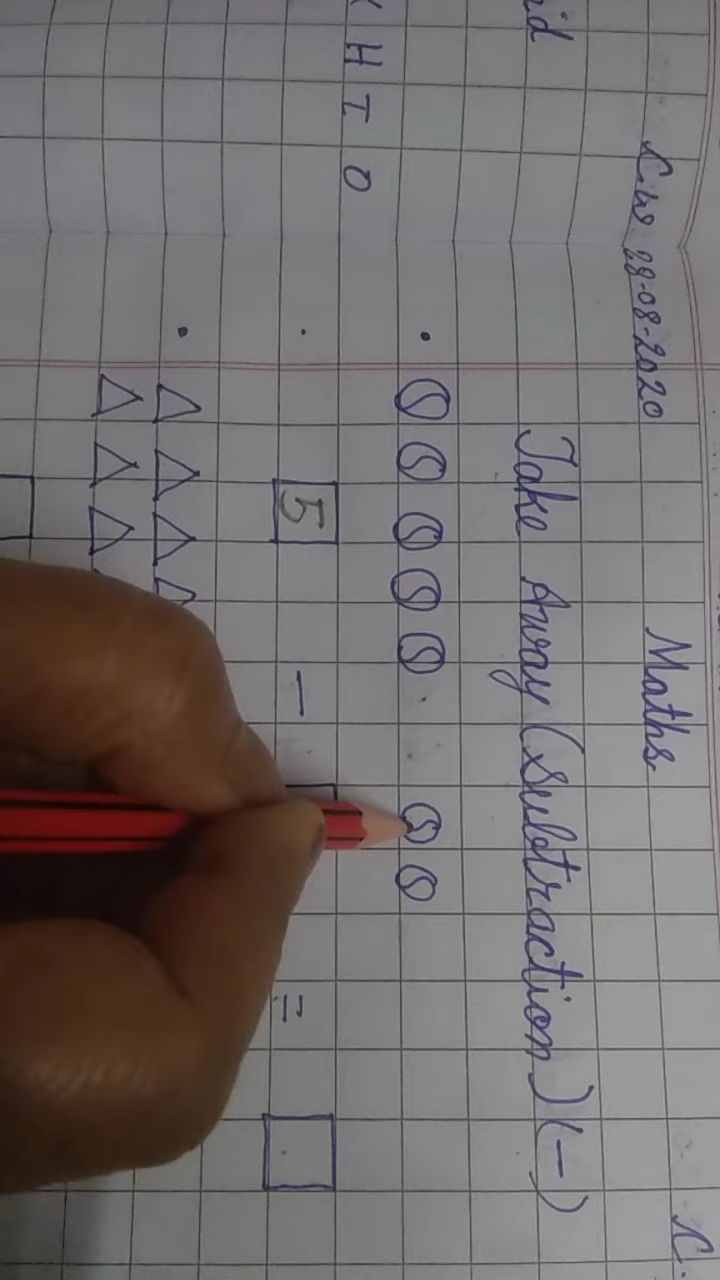 Maths
C.W 28-08-2020
Take Away (Subtraction) (-)
H T O
5 - =